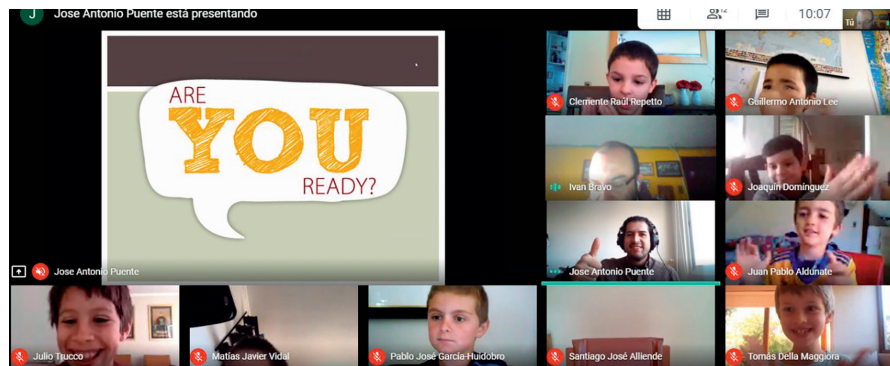 J Jose Antonio Puente está presentando
12
10:07
Tú
ARE
YOU
READY?
Jose Antonio Puente
Clemente Raúl Repetto
Guillermo Antonio Lee
Ivan Bravo
Joaquín Domínguez
Jose Antonio Puente
Juan Pablo Aldunate
Julio Trucco
Matías Javier Vidal
Pablo José García-Huidobro
Santiago José Alliende
Tomás Della Maggiora